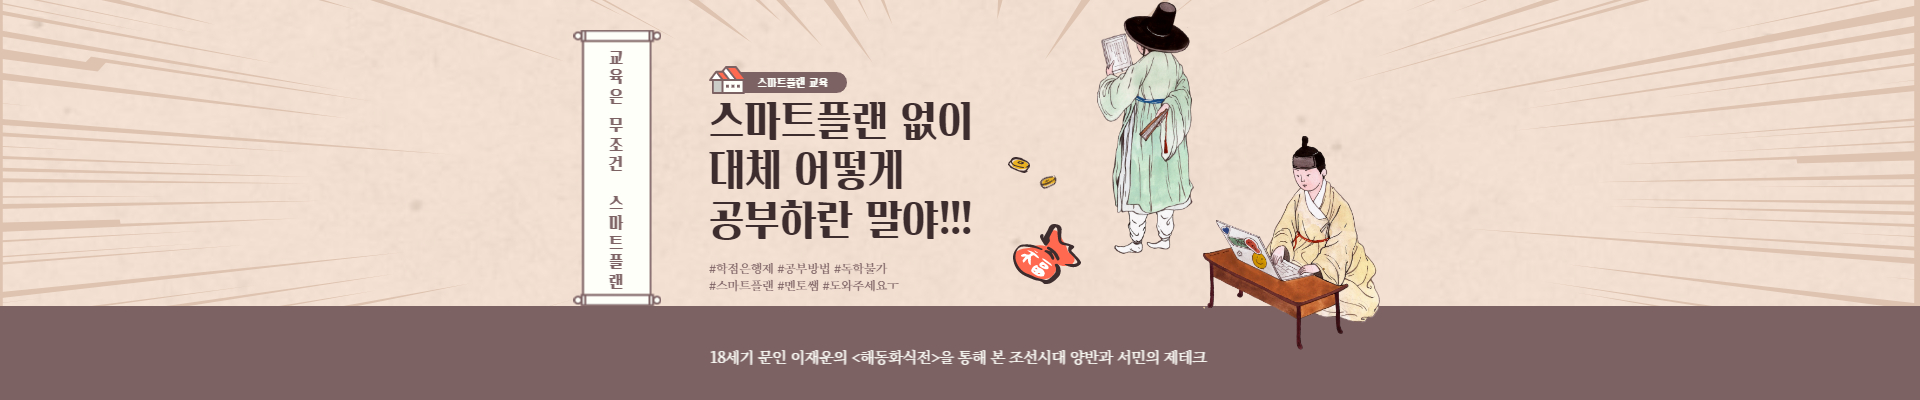 교육은 무조건 스마트플랜
스마트플랜 교육
스마트플랜 없이
대체 어떻게
공부하란 말야!!!
#학점은행제 #공부방법 #독학불가
#스마트플랜 #멘토쌤 #도와주세요ㅜ
18세기 문인 이재운의 <해동화식전>을 통해 본 조선시대 양반과 서민의 재테크